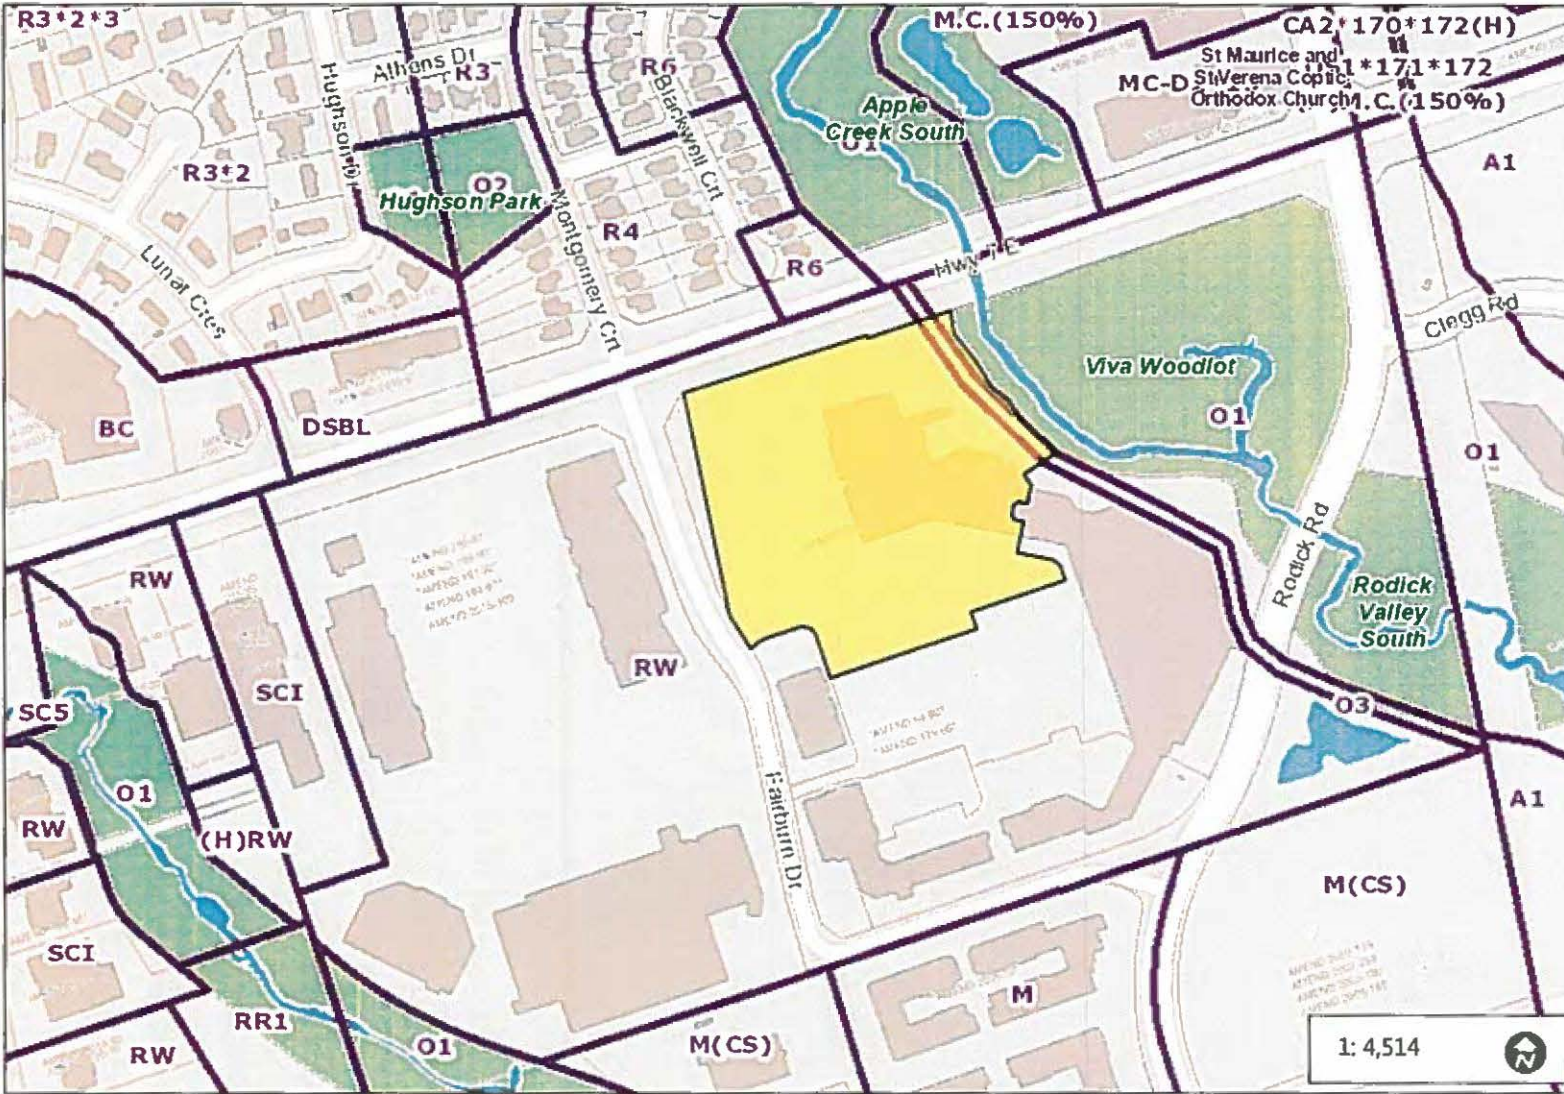 R3*2*3
M.C.(150%)
CA2*170*172(H)
Athens Dr
R3
R6
St Maurice and
1*171*172
MC-D
St Verena Coptic
Orthodox Church
M.C.(150%)
Hughson Dr
Blackwell Crt
Apple
Creek South
O1
R3*2
O2
Hughson Park
A1
Montgomery Crt
R4
Lunar Cres
R6
Hwy 7 E
Clegg Rd
Viva Woodlot
O1
BC
DSBL
O1
RW
Rodick Rd
Rodick
Valley
South
SCI
RW
SC5
O3
Fairburn Dr
O1
RW
(H)RW
A1
M(CS)
SCI
M
RR1
O1
RW
M(CS)
1: 4,514
N